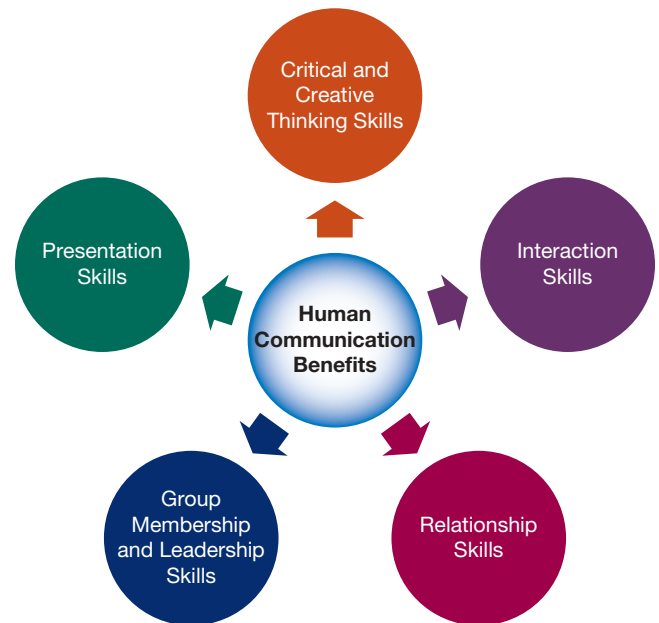 Critical and
Creative
Thinking Skills
Presentation
Skills
Interaction
Skills
Human
Communication
Benefits
Group
Membership
and Leadership
Skills
Relationship
Skills